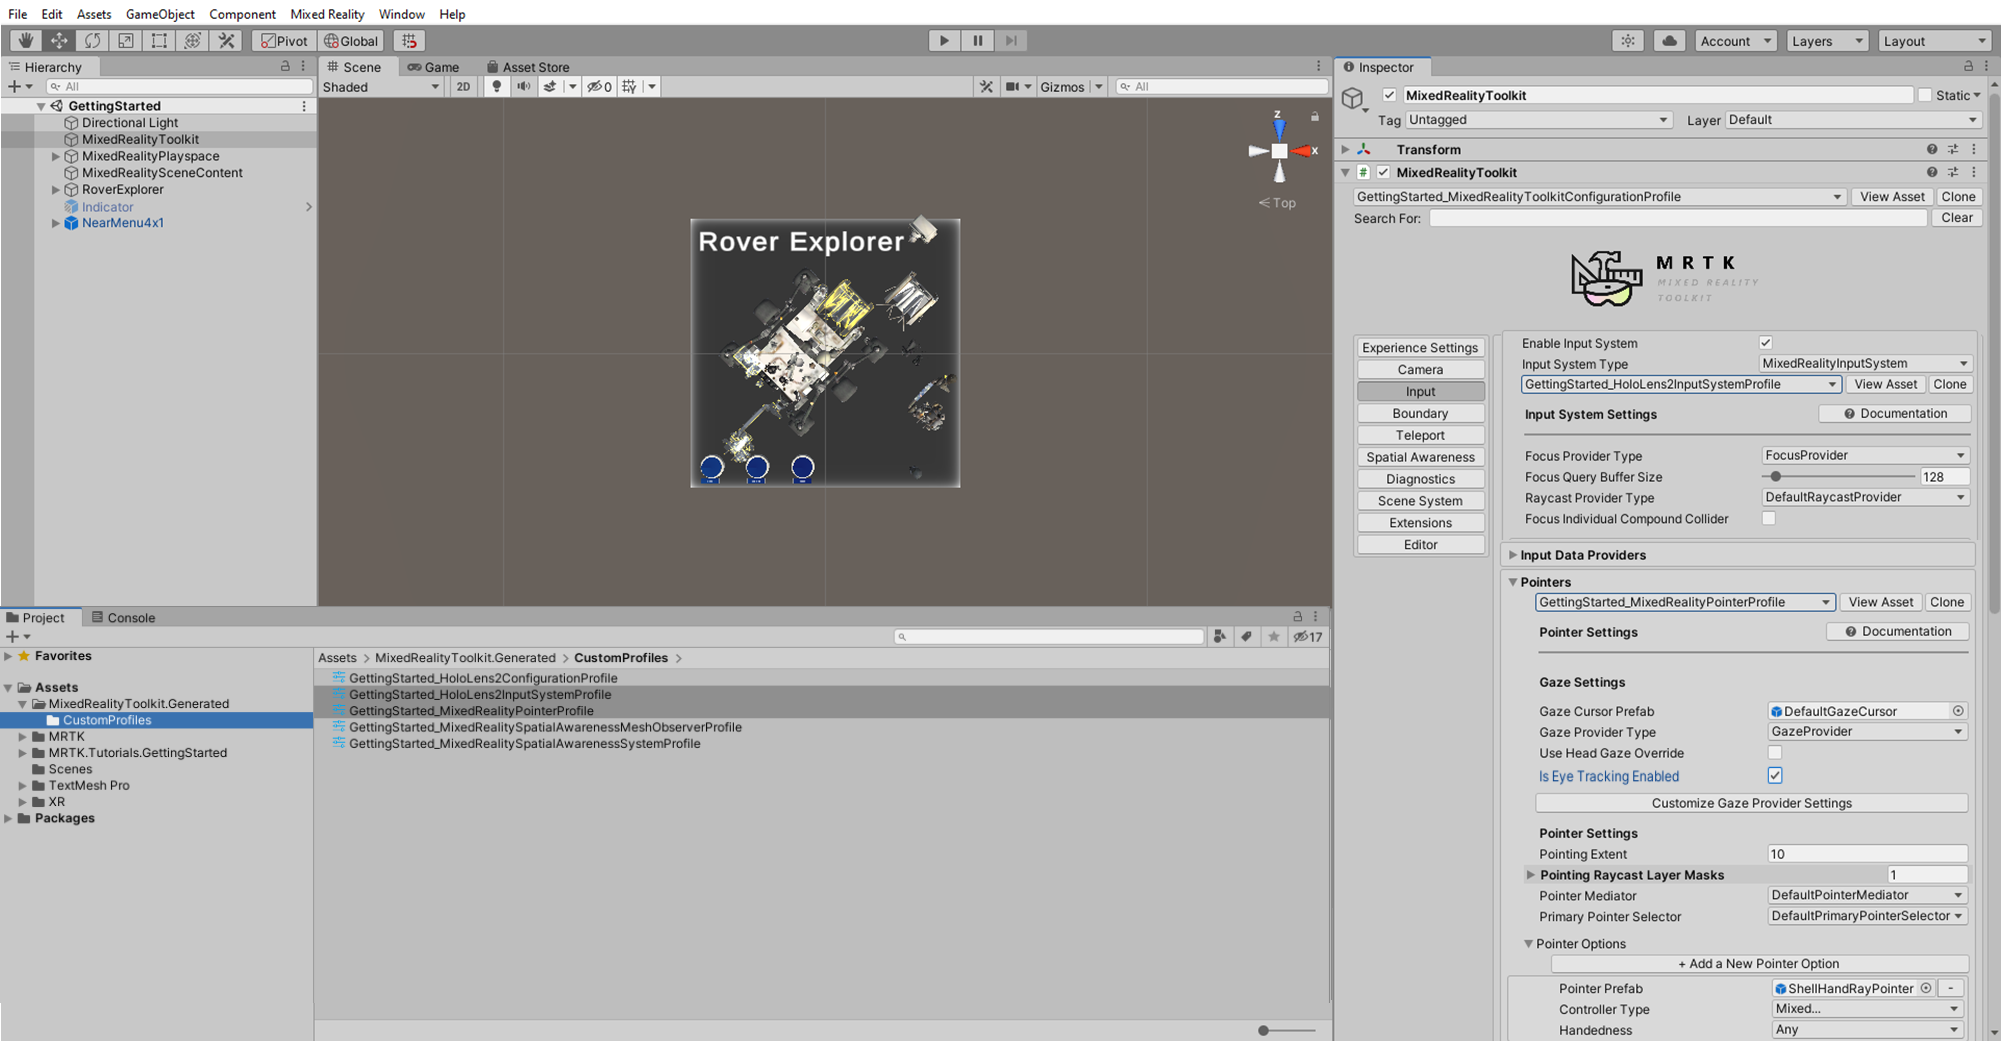 File Edit Assets GameObject Component Mixed Reality Window Help
Pivot Global Account Layers Layout
Hierarchy
All
GettingStarted
Directional Light
MixedRealityToolkit
MixedRealityPlayspace
MixedRealitySceneContent
RoverExplorer
Indicator
NearMenu4x1
Scene Game Asset Store
Shaded 2D 0 Gizmos All
z
x
Top
Rover Explorer
Project Console
17
Favorites
Assets
MixedRealityToolkit.Generated
CustomProfiles
MRTK
MRTK.Tutorials.GettingStarted
Scenes
TextMesh Pro
XR
Packages
Assets > MixedRealityToolkit.Generated > CustomProfiles >
GettingStarted_HoloLens2ConfigurationProfile
GettingStarted_HoloLens2InputSystemProfile
GettingStarted_MixedRealityPointerProfile
GettingStarted_MixedRealitySpatialAwarenessMeshObserverProfile
GettingStarted_MixedRealitySpatialAwarenessSystemProfile
Inspector
MixedRealityToolkit Static
Tag Untagged Layer Default
Transform
# MixedRealityToolkit
GettingStarted_MixedRealityToolkitConfigurationProfile View Asset Clone
Search For: Clear
MRTK
MIXED REALITY
TOOLKIT
Experience Settings
Camera
Input
Boundary
Teleport
Spatial Awareness
Diagnostics
Scene System
Extensions
Editor
Enable Input System
Input System Type MixedRealityInputSystem
GettingStarted_HoloLens2InputSystemProfile View Asset Clone
Input System Settings Documentation
Focus Provider Type FocusProvider
Focus Query Buffer Size 128
Raycast Provider Type DefaultRaycastProvider
Focus Individual Compound Collider
Input Data Providers
Pointers
GettingStarted_MixedRealityPointerProfile View Asset Clone
Pointer Settings Documentation
Gaze Settings
Gaze Cursor Prefab DefaultGazeCursor
Gaze Provider Type GazeProvider
Use Head Gaze Override
Is Eye Tracking Enabled
Customize Gaze Provider Settings
Pointer Settings
Pointing Extent 10
Pointing Raycast Layer Masks 1
Pointer Mediator DefaultPointerMediator
Primary Pointer Selector DefaultPrimaryPointerSelector
Pointer Options
+ Add a New Pointer Option
Pointer Prefab ShellHandRayPointer -
Controller Type Mixed...
Handedness Any